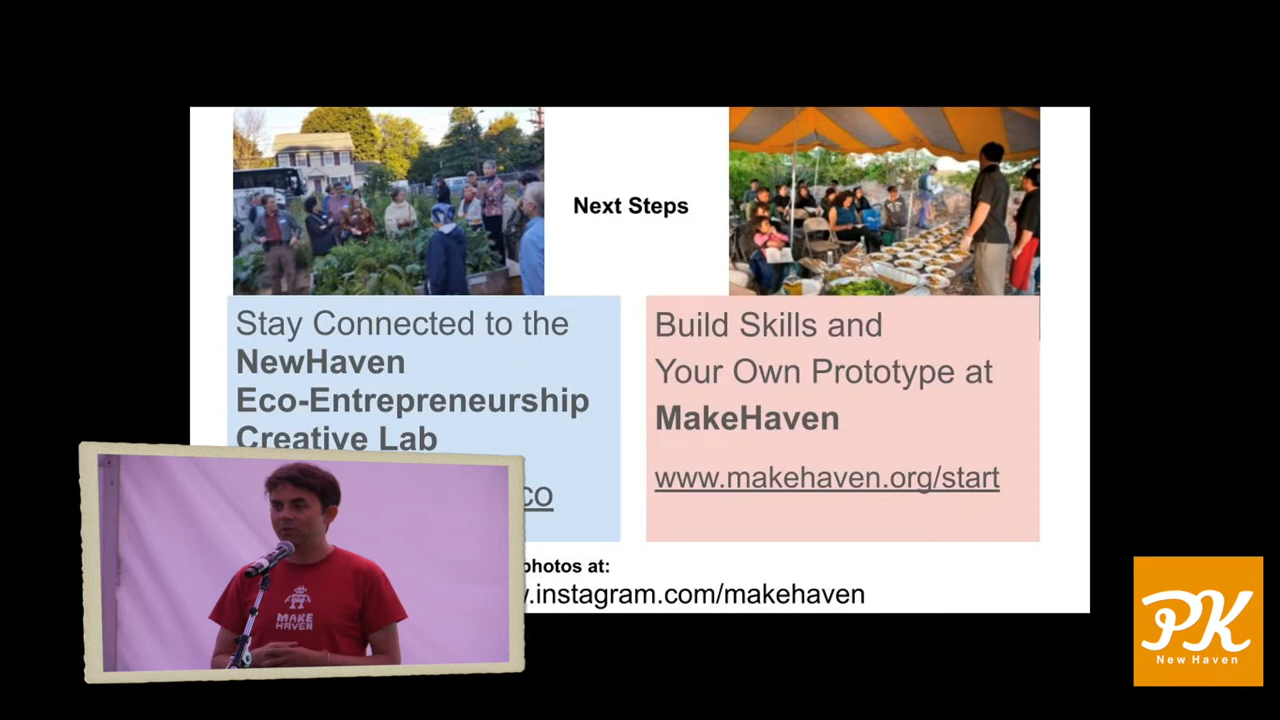 Next Steps
Stay Connected to the
NewHaven
Eco-Entrepreneurship
Creative Lab
co
Build Skills and
Your Own Prototype at
MakeHaven
www.makehaven.org/start
photos at:
.instagram.com/makehaven
MAKE
HAVEN
PK
New Haven